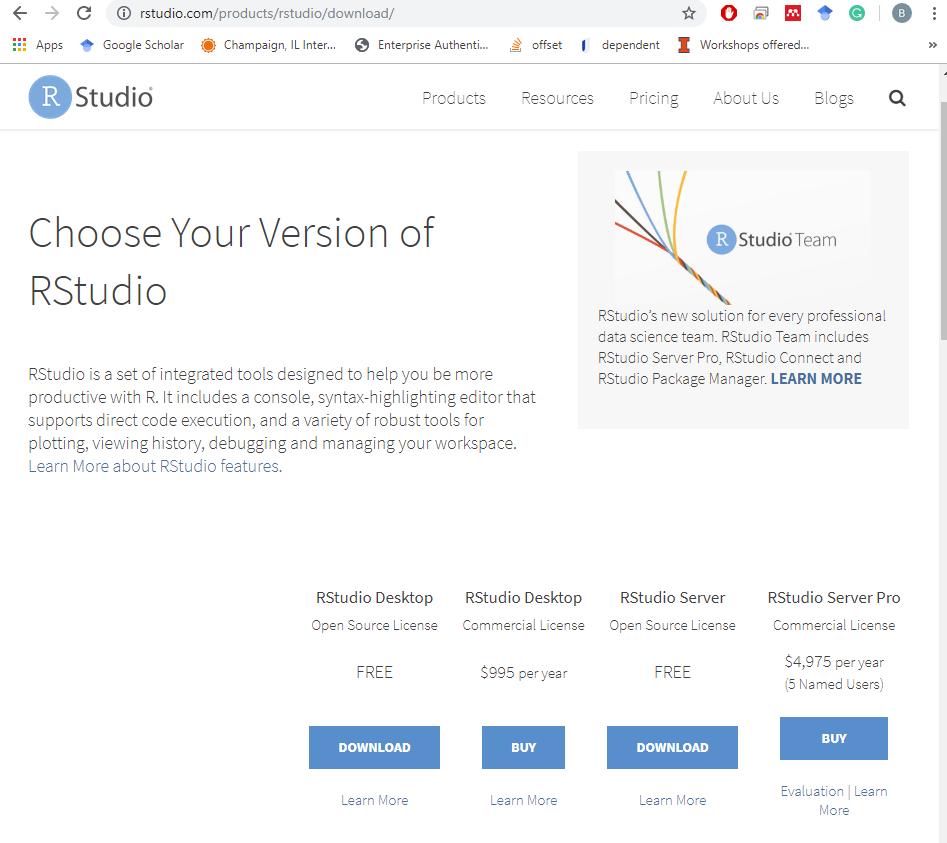 rstudio.com/products/rstudio/download/
B
Apps
Google Scholar
Champaign, IL Inter...
Enterprise Authenti...
offset
dependent
Workshops offered...
»
R Studio®
Products
Resources
Pricing
About Us
Blogs
Choose Your Version of
RStudio
R Studio® Team
RStudio's new solution for every professional
data science team. RStudio Team includes
RStudio Server Pro, RStudio Connect and
RStudio Package Manager. LEARN MORE
RStudio is a set of integrated tools designed to help you be more
productive with R. It includes a console, syntax-highlighting editor that
supports direct code execution, and a variety of robust tools for
plotting, viewing history, debugging and managing your workspace.
Learn More about RStudio features.
RStudio Desktop
Open Source License
FREE
DOWNLOAD
Learn More
RStudio Desktop
Commercial License
$995 per year
BUY
Learn More
RStudio Server
Open Source License
FREE
DOWNLOAD
Learn More
RStudio Server Pro
Commercial License
$4,975 per year
(5 Named Users)
BUY
Evaluation | Learn
More